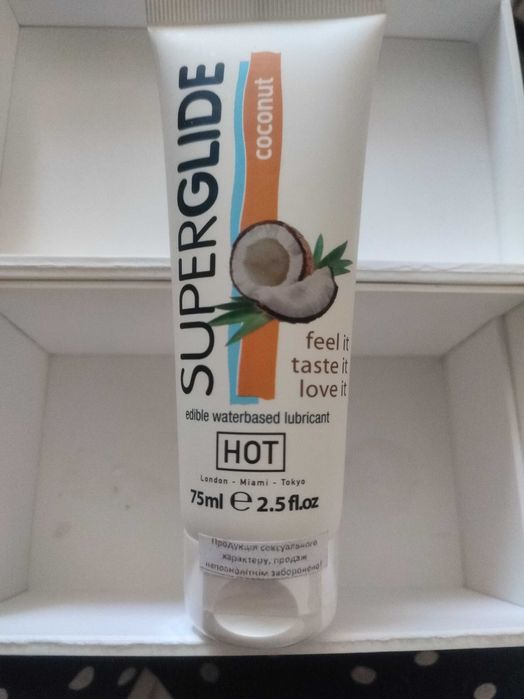 SUPERGLIDE
coconut
feel it
taste it
love it
edible waterbased lubricant
HOT
London - Miami - Tokyo
75ml e 2.5 fl.oz
Продукція сексуального
характеру, продаж
неповнолітнім заборонено!